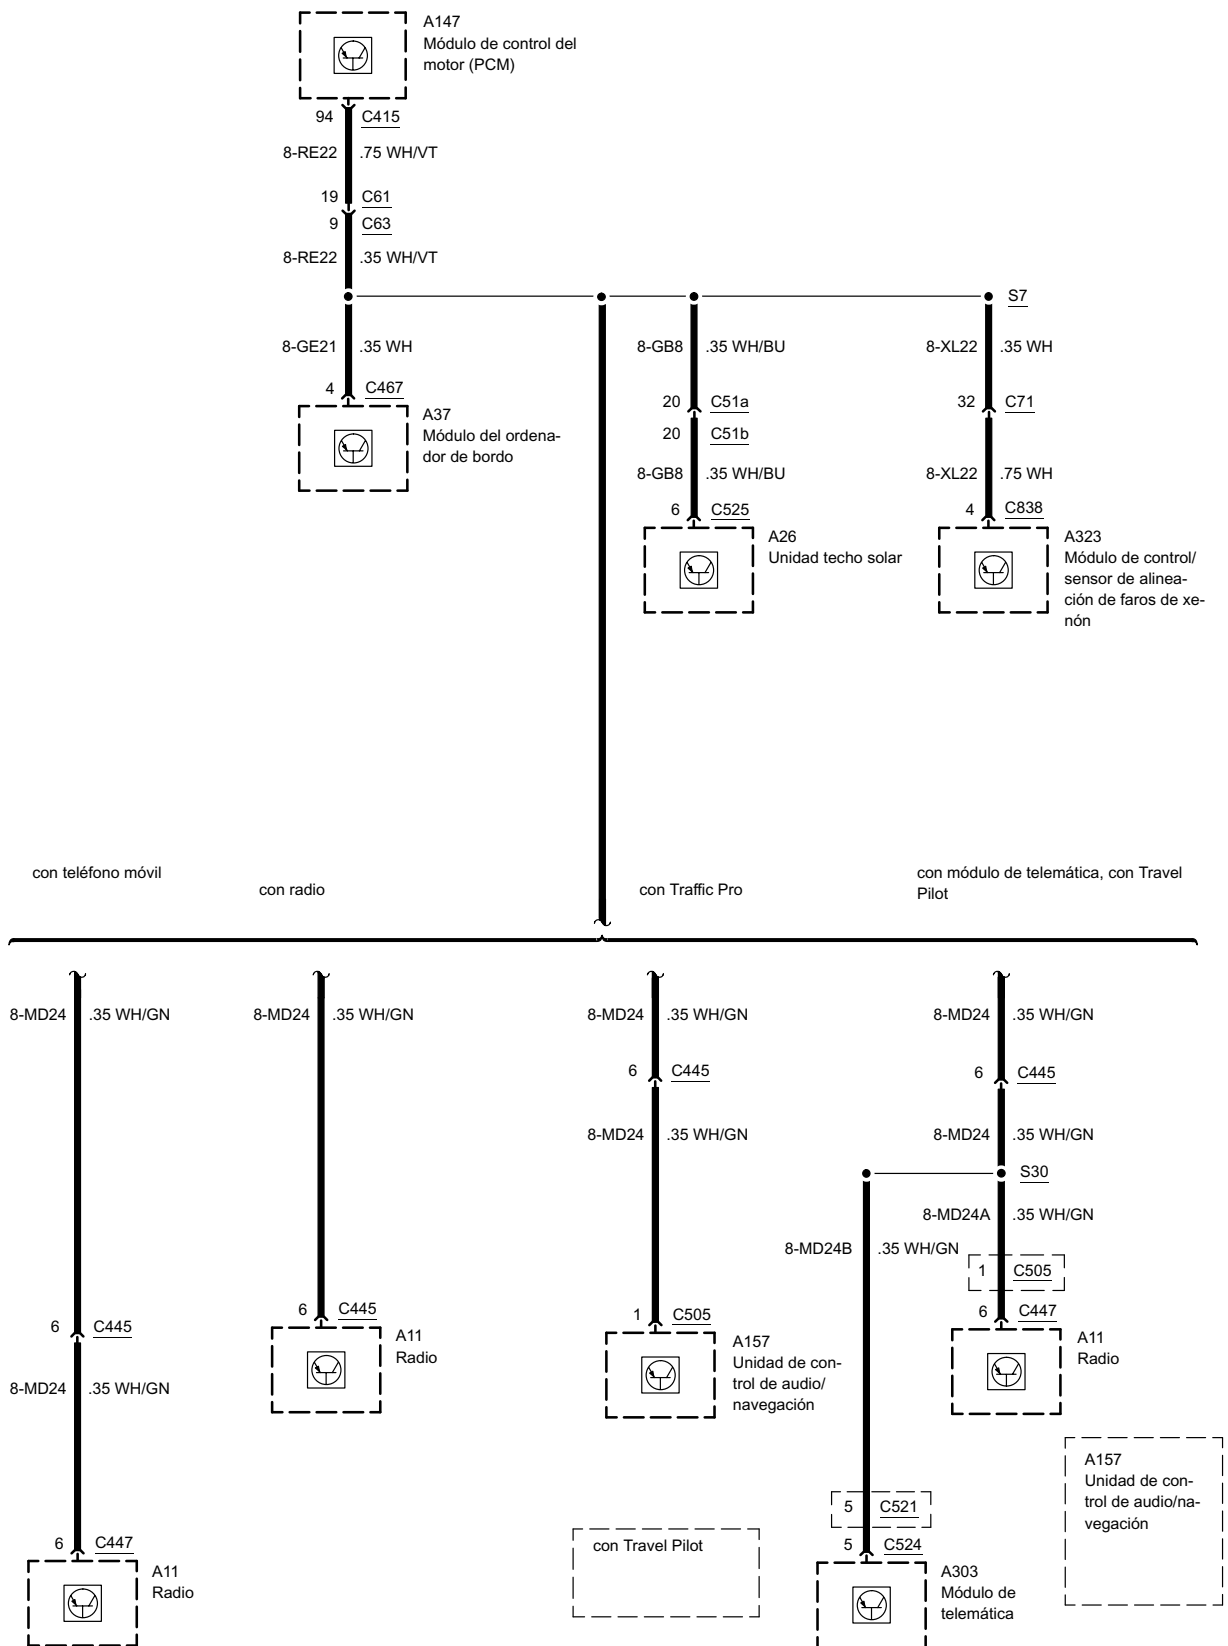 A147
Módulo de control del
motor (PCM)
94 C415
8-RE22 .75 WH/VT
19 C61
9 C63
8-RE22 .35 WH/VT
S7
8-GE21 .35 WH
8-GB8 .35 WH/BU
8-XL22 .35 WH
4 C467
20 C51a
32 C71
A37
Módulo del ordena-
dor de bordo
20 C51b
8-GB8 .35 WH/BU
8-XL22 .75 WH
6 C525
4 C838
A26
Unidad techo solar
A323
Módulo de control/
sensor de alinea-
ción de faros de xe-
nón
con teléfono móvil
con radio
con Traffic Pro
con módulo de telemática, con Travel
Pilot
8-MD24 .35 WH/GN
8-MD24 .35 WH/GN
8-MD24 .35 WH/GN
8-MD24 .35 WH/GN
6 C445
6 C445
8-MD24 .35 WH/GN
8-MD24 .35 WH/GN
S30
8-MD24A .35 WH/GN
8-MD24B .35 WH/GN
1 C505
6 C445
6 C445
1 C505
6 C447
A11
Radio
A157
Unidad de con-
trol de audio/
navegación
A11
Radio
8-MD24 .35 WH/GN
A157
Unidad de con-
trol de audio/na-
vegación
5 C521
con Travel Pilot
6 C447
5 C524
A11
Radio
A303
Módulo de
telemática